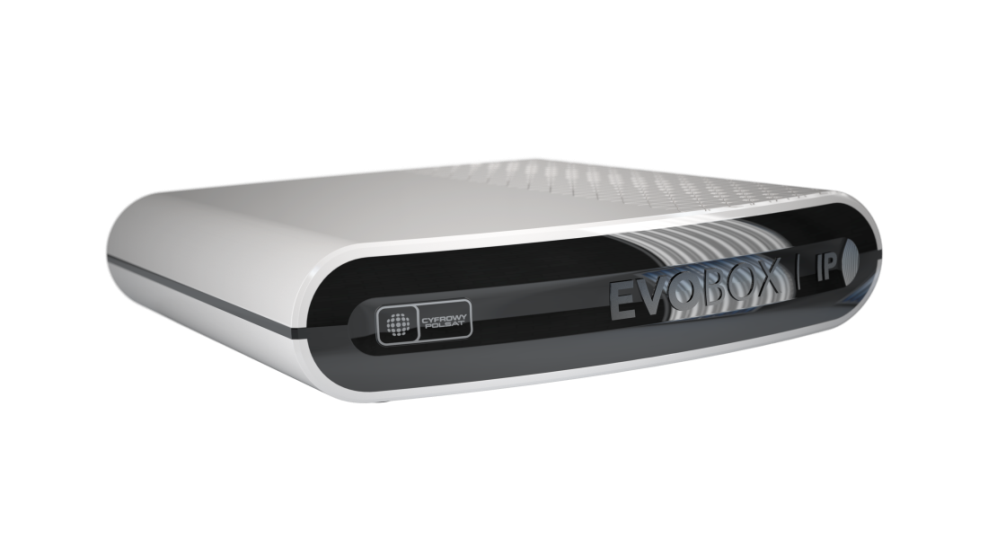 CYFROWY
POLSAT
EVOBOX | IP